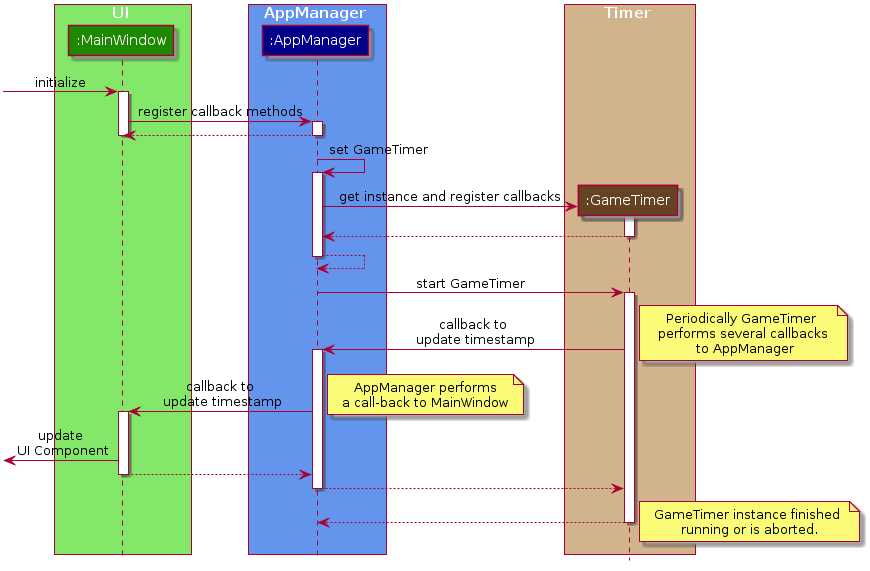 UI
AppManager
Timer
:MainWindow
:AppManager
initialize
register callback methods
set GameTimer
get instance and register callbacks
:GameTimer
start GameTimer
Periodically GameTimer
performs several callbacks
to AppManager
callback to
update timestamp
AppManager performs
a call-back to MainWindow
callback to
update timestamp
update
UI Component
GameTimer instance finished
running or is aborted.